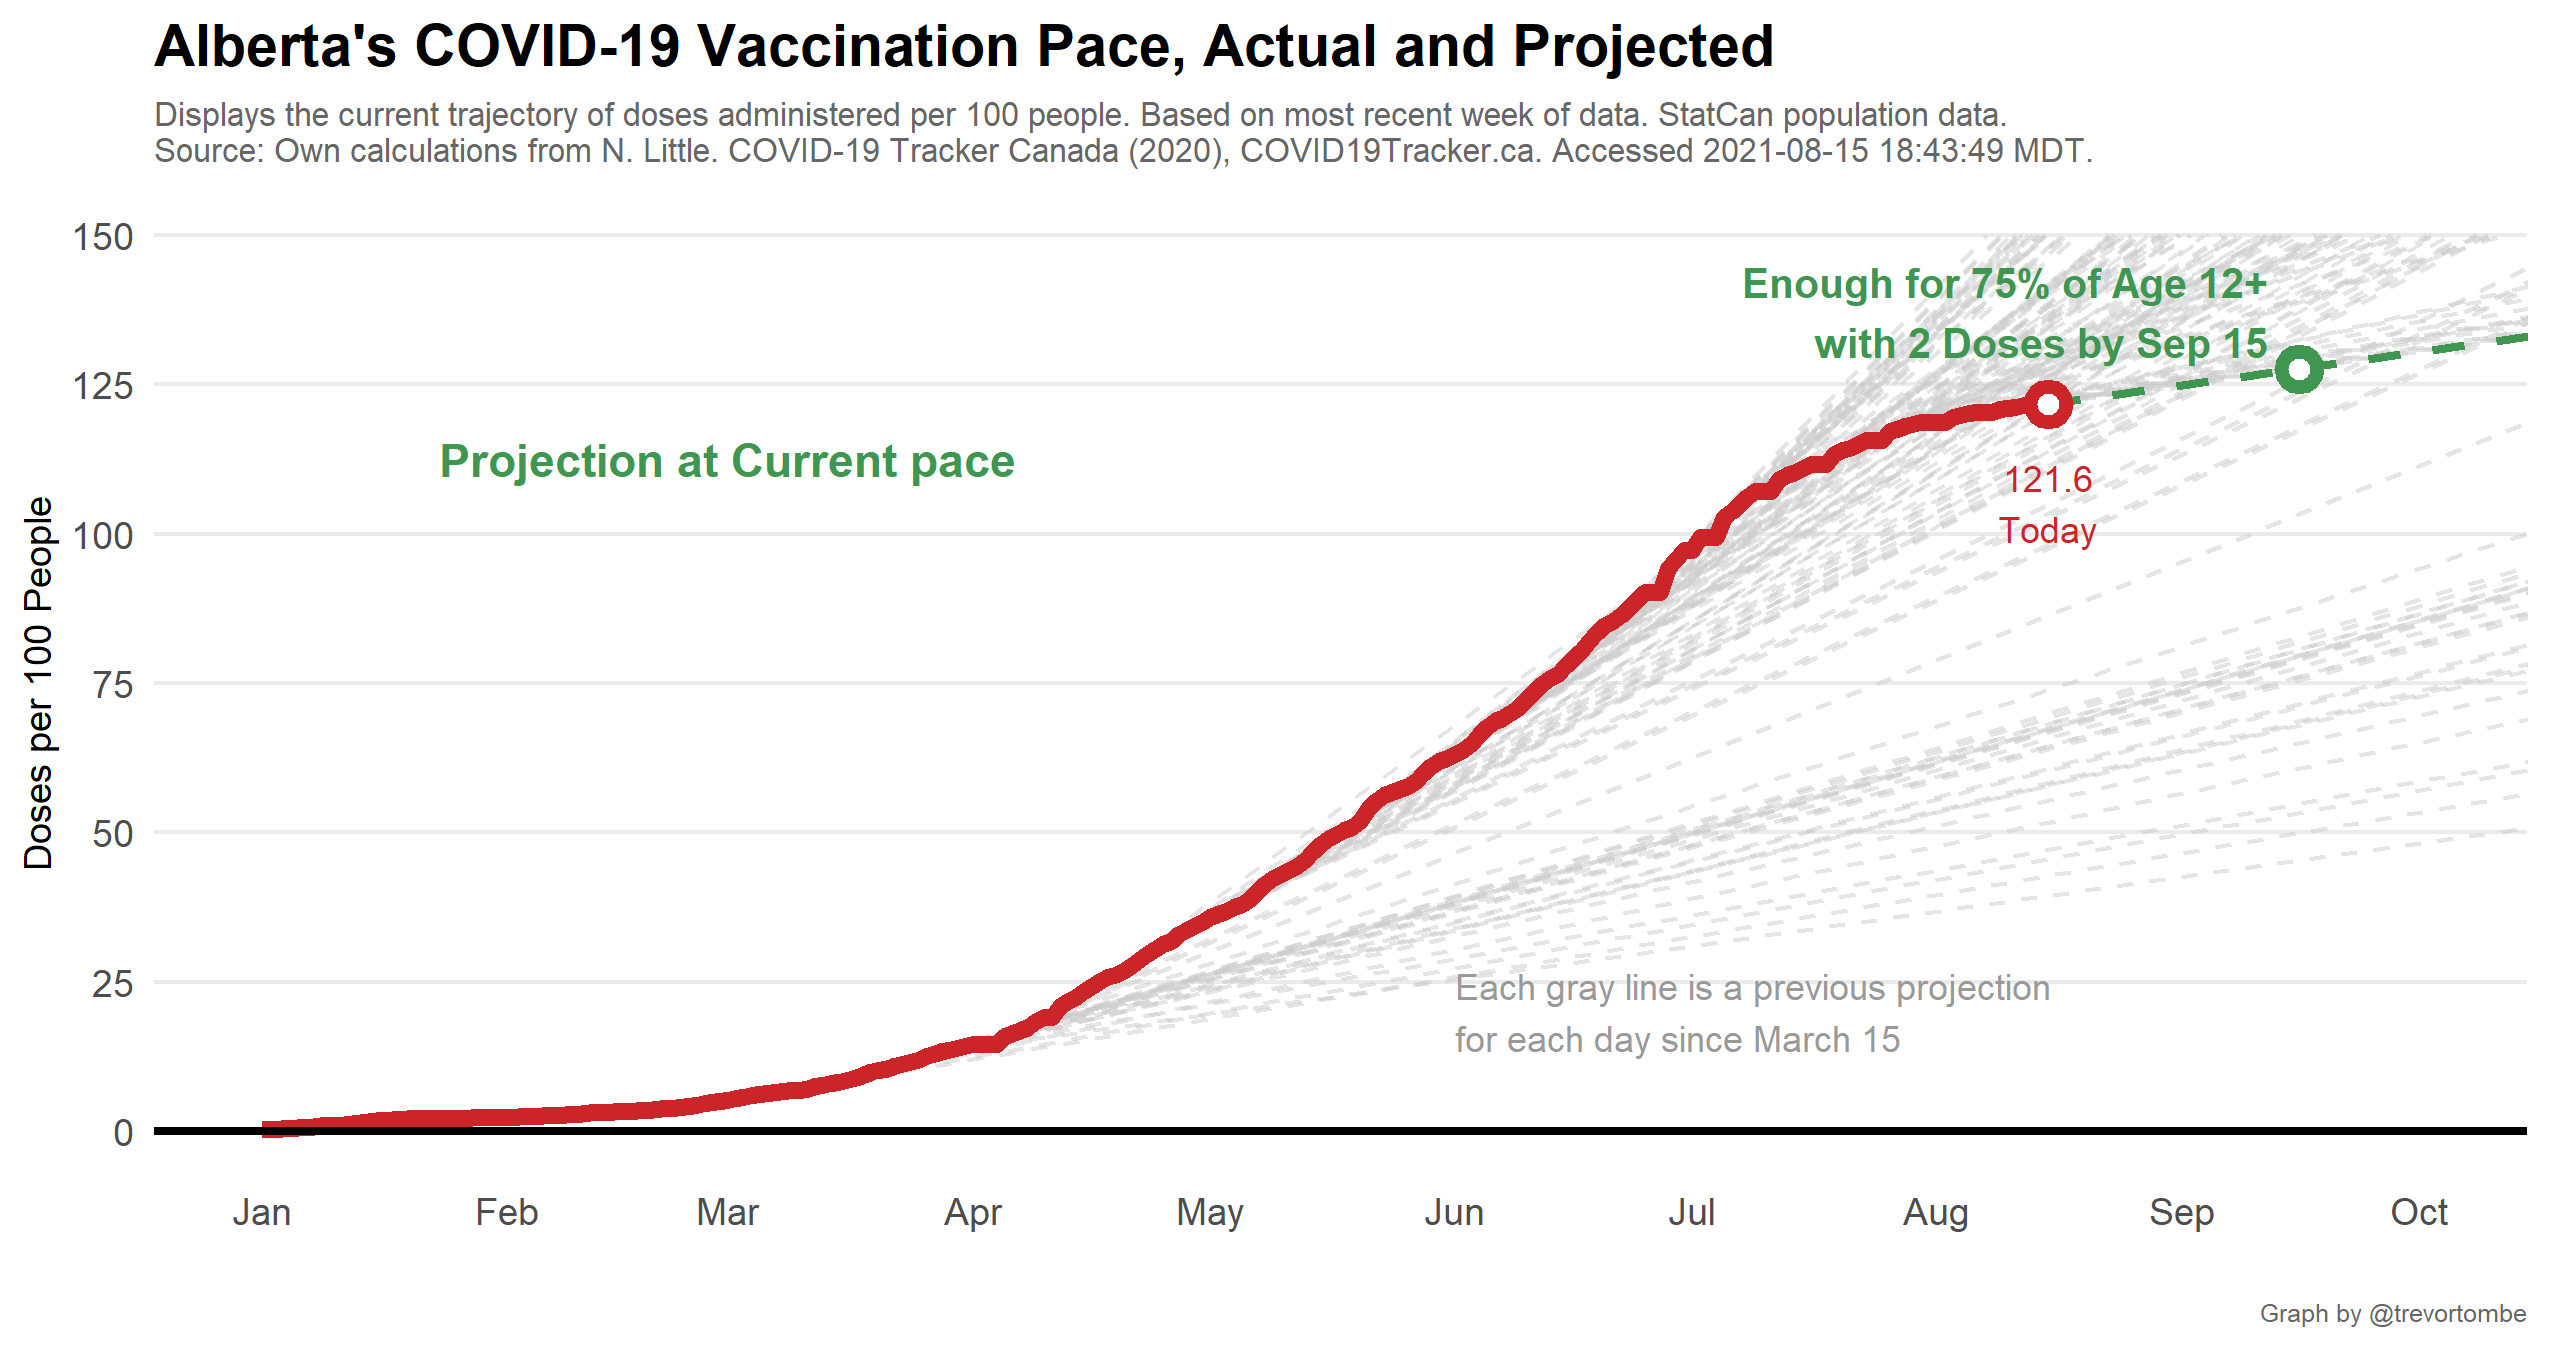 Alberta's COVID-19 Vaccination Pace, Actual and Projected
Displays the current trajectory of doses administered per 100 people. Based on most recent week of data. StatCan population data.
Source: Own calculations from N. Little. COVID-19 Tracker Canada (2020), COVID19Tracker.ca. Accessed 2021-08-15 18:43:49 MDT.
Doses per 100 People
150
125
100
75
50
25
0
Enough for 75% of Age 12+
with 2 Doses by Sep 15
Projection at Current pace
121.6
Today
Each gray line is a previous projection
for each day since March 15
Jan Feb Mar Apr May Jun Jul Aug Sep Oct
Graph by @trevortombe